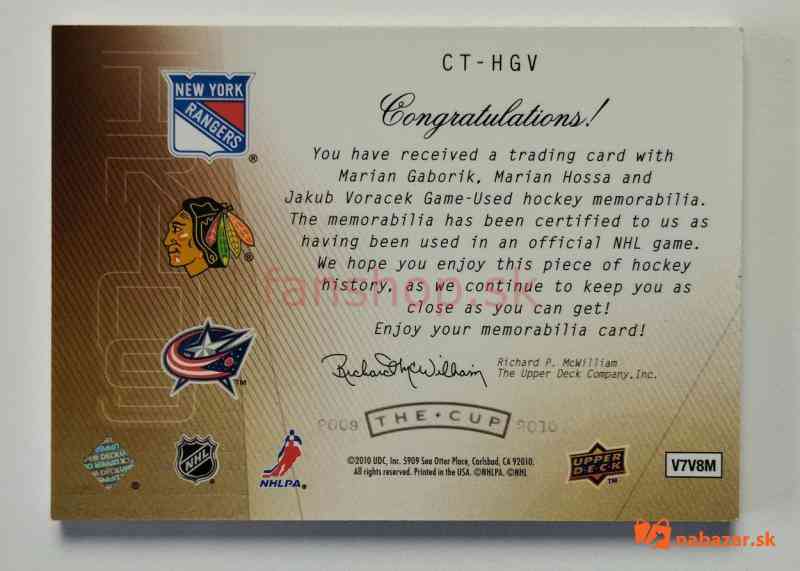 CT-HGV
NEW YORK
RANGERS
Congratulations!
You have received a trading card with
Marian Gaborik, Marian Hossa and
Jakub Voracek Game-Used hockey memorabilia.
The memorabilia has been certified to us as
having been used in an official NHL game.
We hope you enjoy this piece of hockey
history, as we continue to keep you as
close as you can get!
Enjoy your memorabilia card!
fanshop.sk
Richard P. McWilliam
The Upper Deck Company, Inc.
2009 THE CUP 2010
NHL
NHLPA
UPPER
DECK
©2010 UDC, Inc. 5909 Sea Otter Place, Carlsbad, CA 92010.
All rights reserved. Printed in the USA. ©NHLPA. ©NHL
V7V8M
nabazar.sk